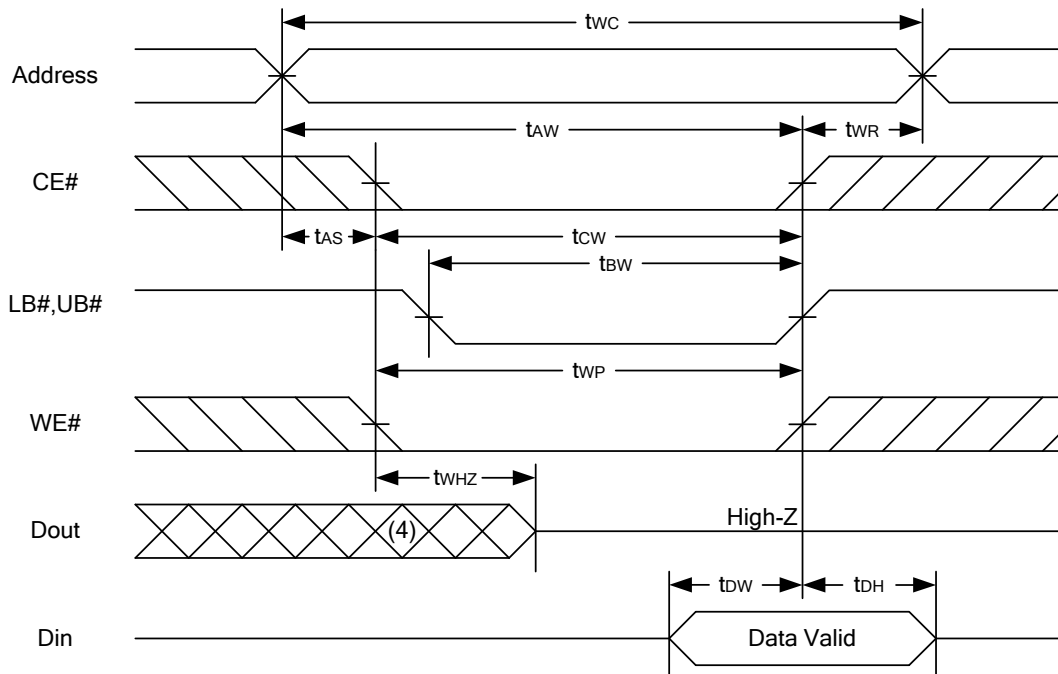 tWC
Address
tAW
tWR
CE#
tAS
tCW
tBW
LB#,UB#
tWP
WE#
tWHZ
Dout
(4)
High-Z
tDW
tDH
Din
Data Valid